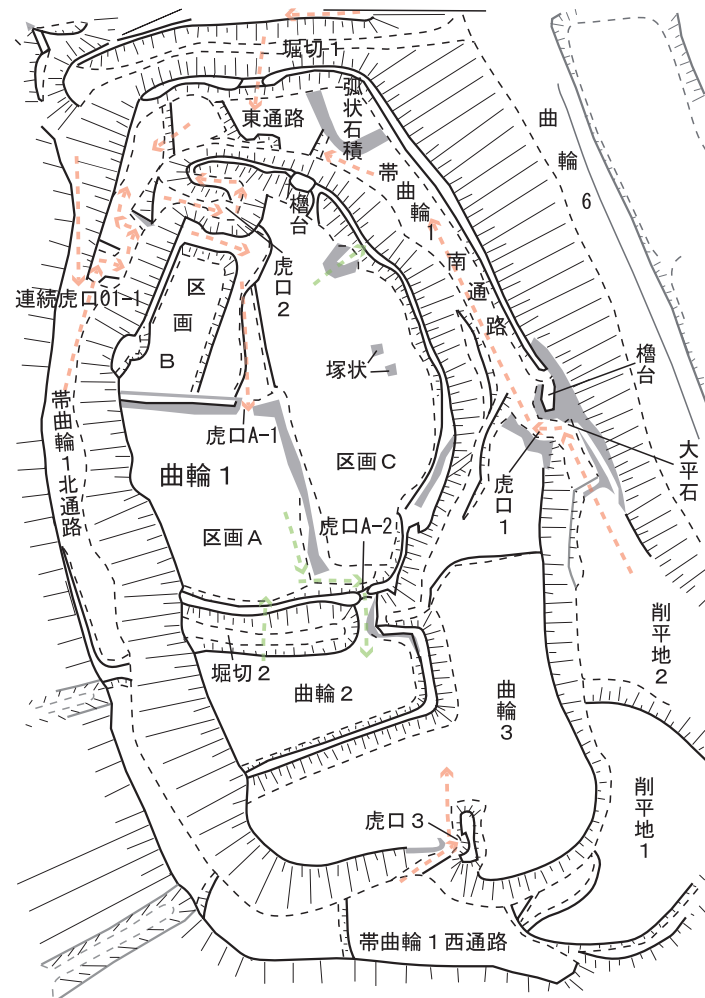 堀切1
東通路
弧状石積
曲輪6
櫓台
帯曲輪1南通路
虎口2
区画B
連続虎口01-1
塚状
櫓台
虎口A-1
区画C
大平石
帯曲輪1北通路
曲輪1
虎口1
区画A
虎口A-2
削平地2
堀切2
曲輪2
曲輪3
削平地1
虎口3
帯曲輪1西通路